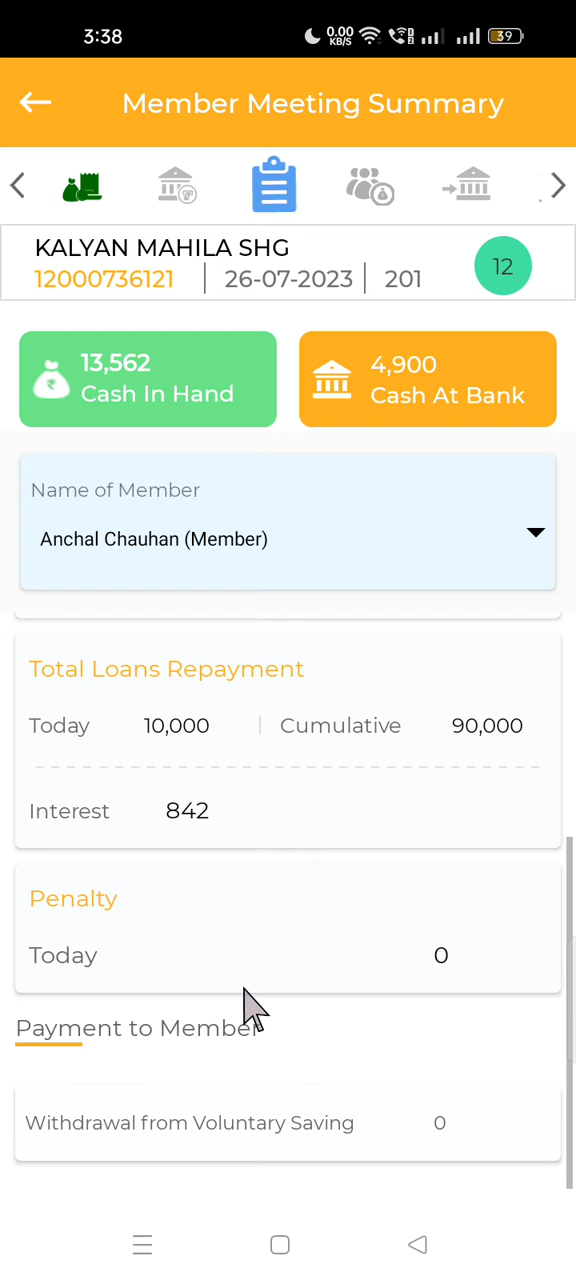 3:38
0.00
KB/S
2
39
Member Meeting Summary
KALYAN MAHILA SHG
12000736121 | 26-07-2023 | 201
12
13,562
Cash In Hand
4,900
Cash At Bank
Name of Member
Anchal Chauhan (Member)
Total Loans Repayment
Today 10,000 | Cumulative 90,000
Interest 842
Penalty
Today 0
Payment to Member
Withdrawal from Voluntary Saving 0